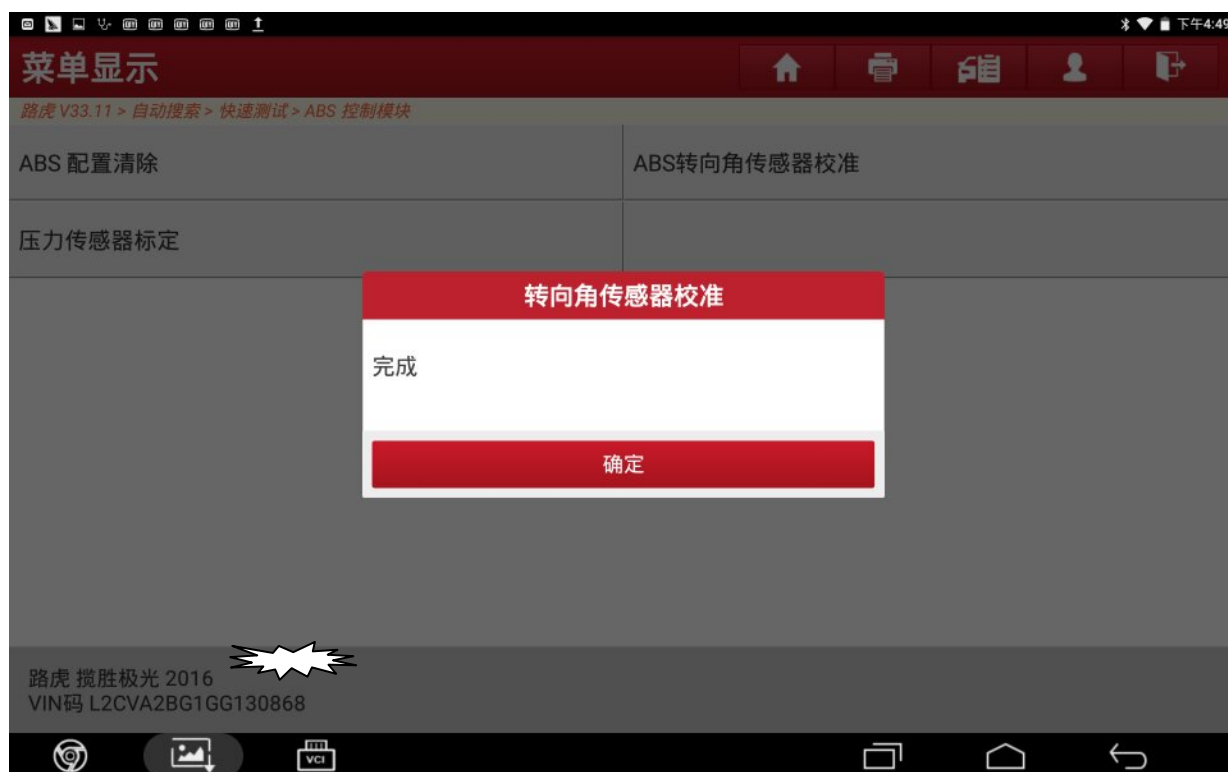 下午4:49
菜单显示
路虎 V33.11 > 自动搜索 > 快速测试 > ABS 控制模块
ABS 配置清除
ABS转向角传感器校准
压力传感器标定
转向角传感器校准
完成
确定
路虎 揽胜极光 2016
VIN码 L2CVA2BG1GG130868
VCI